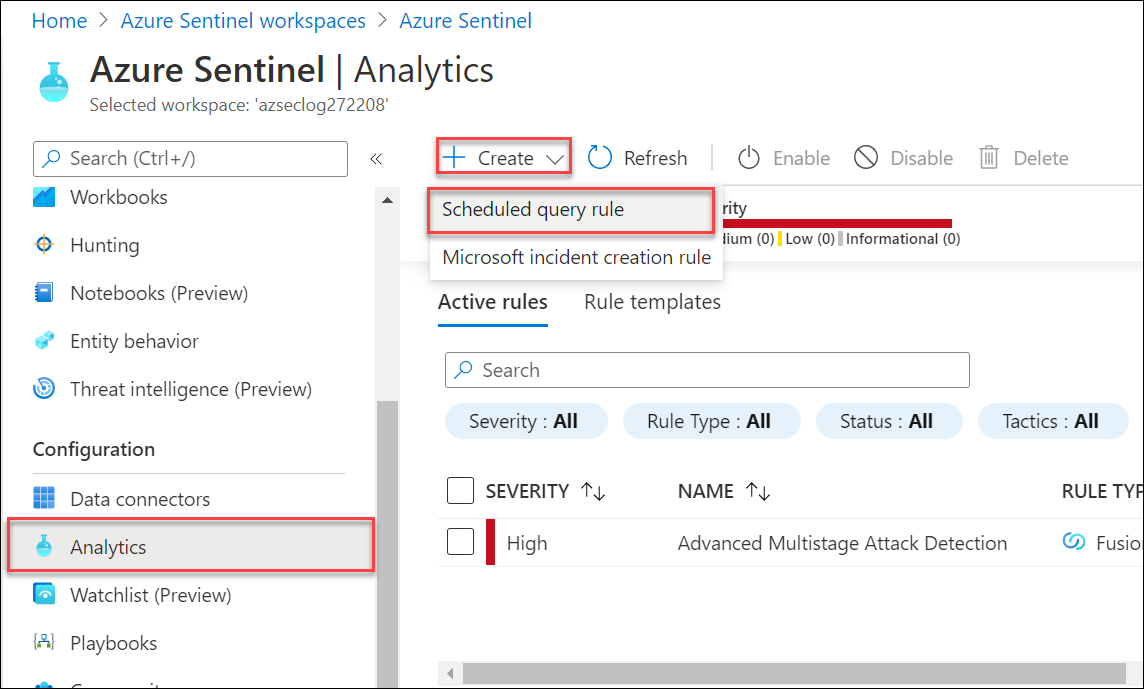 Home > Azure Sentinel workspaces > Azure Sentinel
Azure Sentinel | Analytics
Selected workspace: 'azseclog272208'
Search (Ctrl+/)
«
Workbooks
Hunting
Notebooks (Preview)
Entity behavior
Threat intelligence (Preview)
Configuration
Data connectors
Analytics
Watchlist (Preview)
Playbooks
Create
Refresh
Enable
Disable
Delete
Scheduled query rule
Microsoft incident creation rule
rity
dium (0) Low (0) Informational (0)
Active rules Rule templates
Search
Severity : All Rule Type : All Status : All Tactics : All
SEVERITY NAME RULE TYP
High Advanced Multistage Attack Detection Fusio